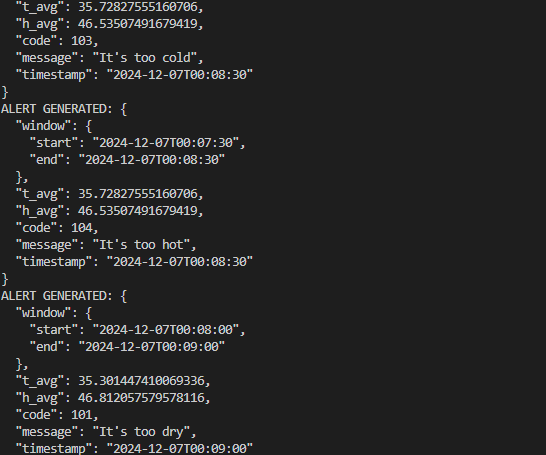 "t_avg": 35.72827555160706,
"h_avg": 46.53507491679419,
"code": 103,
"message": "It's too cold",
"timestamp": "2024-12-07T00:08:30"
}
ALERT GENERATED: {
"window": {
"start": "2024-12-07T00:07:30",
"end": "2024-12-07T00:08:30"
},
"t_avg": 35.72827555160706,
"h_avg": 46.53507491679419,
"code": 104,
"message": "It's too hot",
"timestamp": "2024-12-07T00:08:30"
}
ALERT GENERATED: {
"window": {
"start": "2024-12-07T00:08:00",
"end": "2024-12-07T00:09:00"
},
"t_avg": 35.301447410069336,
"h_avg": 46.812057579578116,
"code": 101,
"message": "It's too dry",
"timestamp": "2024-12-07T00:09:00"